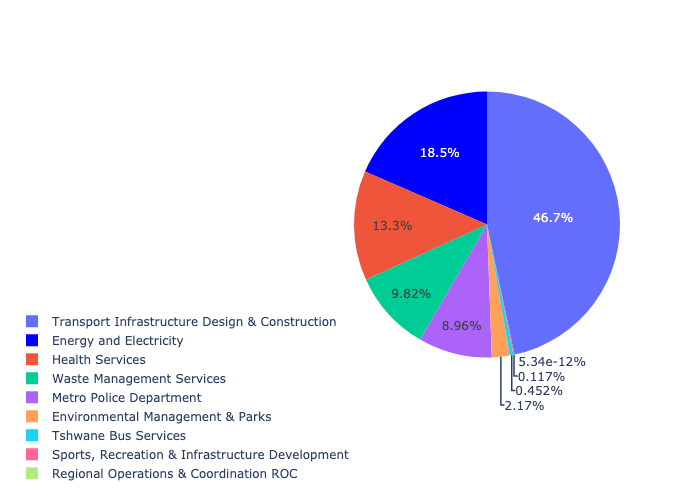 18.5%
46.7%
13.3%
9.82%
8.96%
5.34e-12%
0.117%
0.452%
2.17%
Transport Infrastructure Design & Construction
Energy and Electricity
Health Services
Waste Management Services
Metro Police Department
Environmental Management & Parks
Tshwane Bus Services
Sports, Recreation & Infrastructure Development
Regional Operations & Coordination ROC